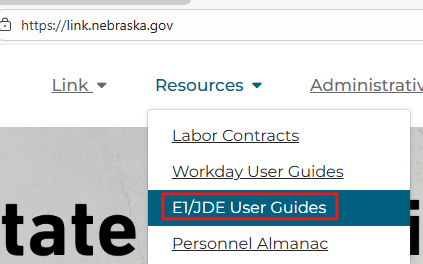 https://link.nebraska.gov
Link Resources Administrativ
Labor Contracts
Workday User Guides
E1/JDE User Guides
Personnel Almanac
tate